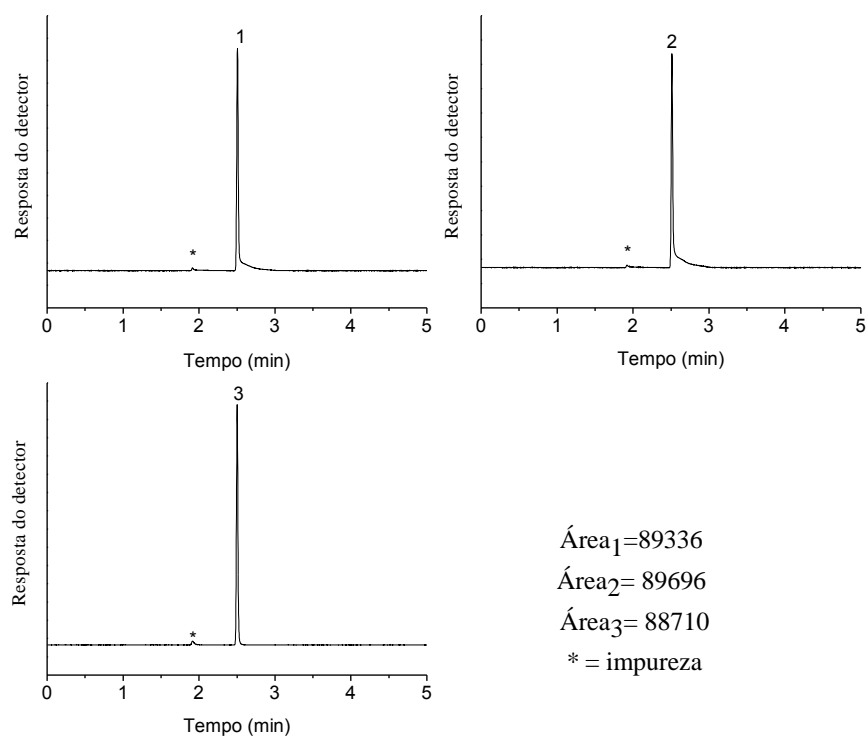 Resposta do detector
1
*
0 1 2 3 4 5
Tempo (min)
Resposta do detector
2
*
0 1 2 3 4 5
Tempo (min)
Resposta do detector
3
*
0 1 2 3 4 5
Tempo (min)
Área1=89336
Área2= 89696
Área3= 88710
* = impureza